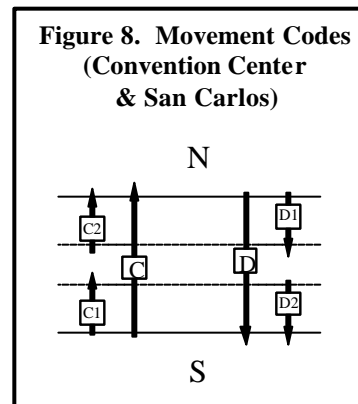 Figure 8. Movement Codes
(Convention Center
& San Carlos)
N
C2
D1
C
D
C1
D2
S